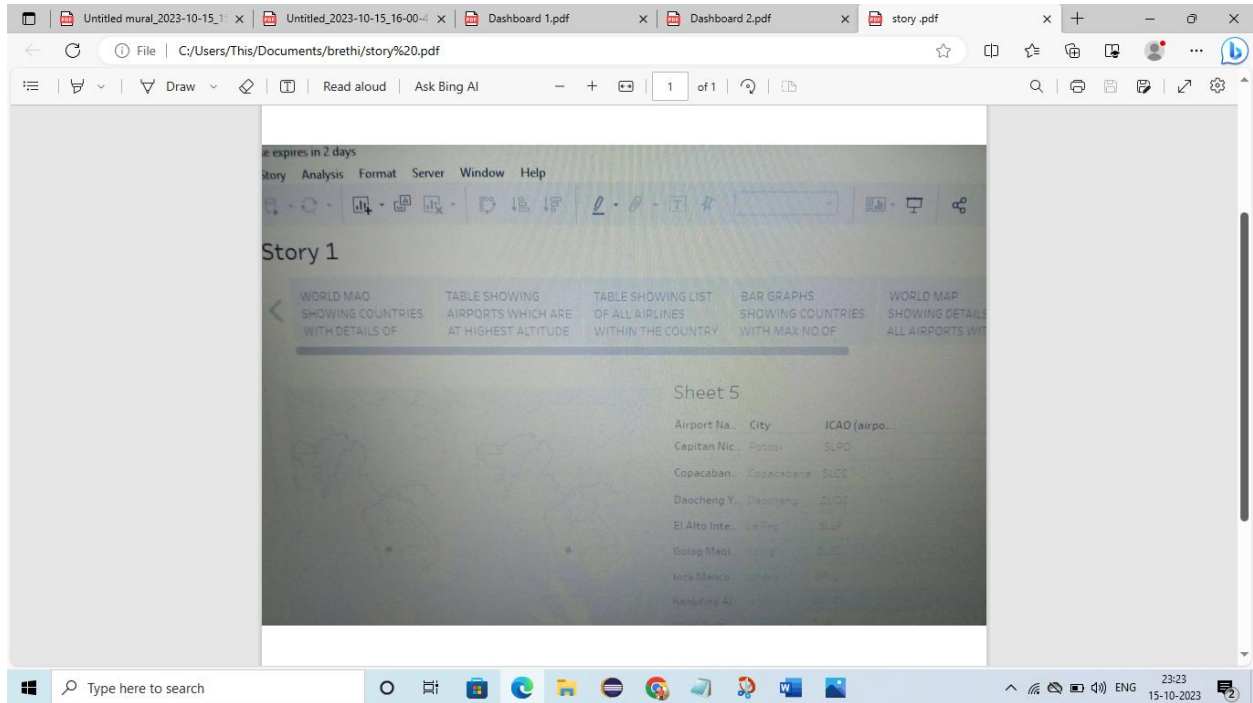 Untitled mural_2023-10-15_1
Untitled_2023-10-15_16-00-4
Dashboard 1.pdf
Dashboard 2.pdf
story .pdf
File
C:/Users/This/Documents/brethi/story%20.pdf
Draw
Read aloud
Ask Bing AI
1
of 1
e expires in 2 days
Story Analysis Format Server Window Help
Story 1
WORLD MAO
SHOWING COUNTRIES
WITH DETAILS OF
TABLE SHOWING
AIRPORTS WHICH ARE
AT HIGHEST ALTITUDE
TABLE SHOWING LIST
OF ALL AIRLINES
WITHIN THE COUNTRY
BAR GRAPHS
SHOWING COUNTRIES
WITH MAX NO.OF
WORLD MAP
SHOWING DETAILS
ALL AIRPORTS WIT
Sheet 5
Airport Na.. City ICAO (airpo..
Capitan Nic.. Potosi SLPO
Copacaban.. Copacabana SLCC
Daocheng Y.. Daocheng
El Alto Inte.. La Paz
Golog Maqi..
Inca Manco
Kangding Ai
Type here to search
ENG
23:23
15-10-2023
2